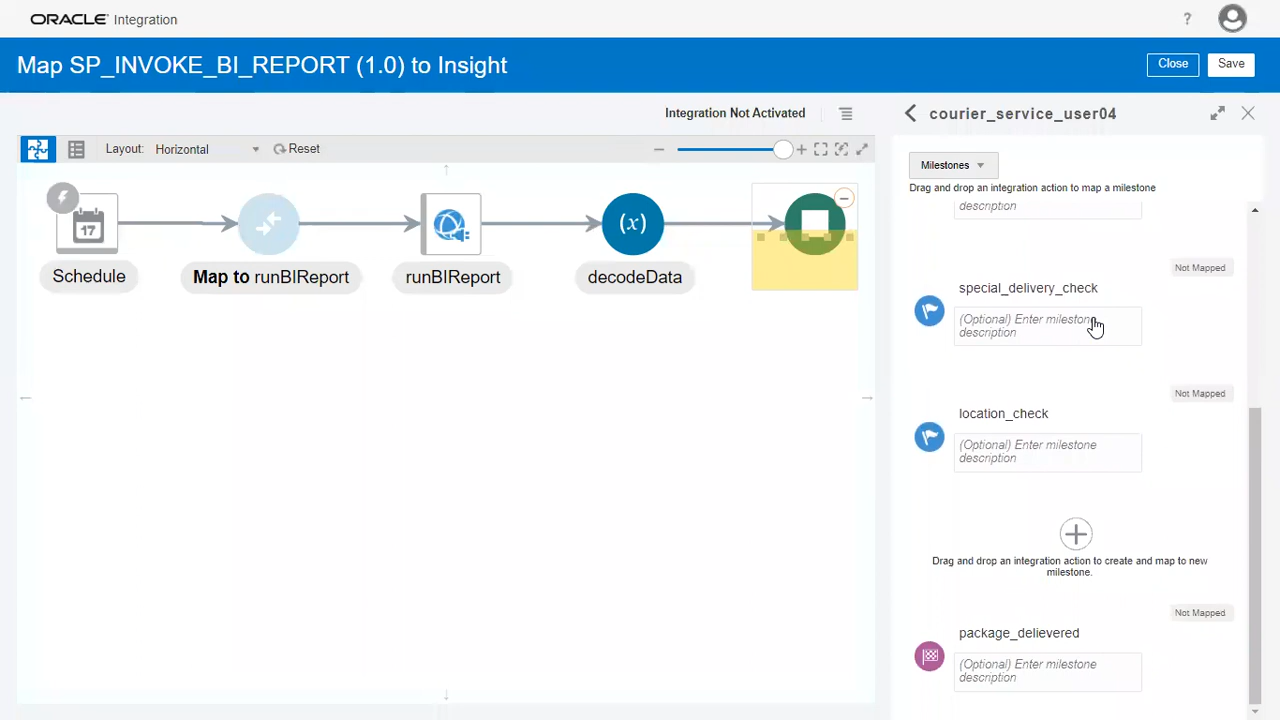 ORACLE Integration
?
Map SP_INVOKE_BI_REPORT (1.0) to Insight
Close
Save
Integration Not Activated
courier_service_user04
Layout: Horizontal
Reset
Milestones
Drag and drop an integration action to map a milestone
description
17
(x)
Schedule
Map to runBIReport
runBIReport
decodeData
Not Mapped
special_delivery_check
(Optional) Enter milestone
description
Not Mapped
location_check
(Optional) Enter milestone
description
Drag and drop an integration action to create and map to new
milestone.
Not Mapped
package_delievered
(Optional) Enter milestone
description